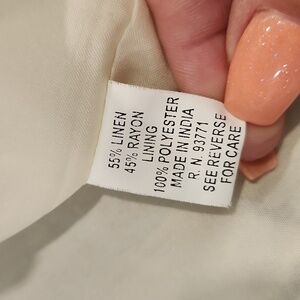 55% LINEN
45% RAYON
LINING
100% POLYESTER
MADE IN INDIA
R. N. 93771
SEE REVERSE
FOR CARE